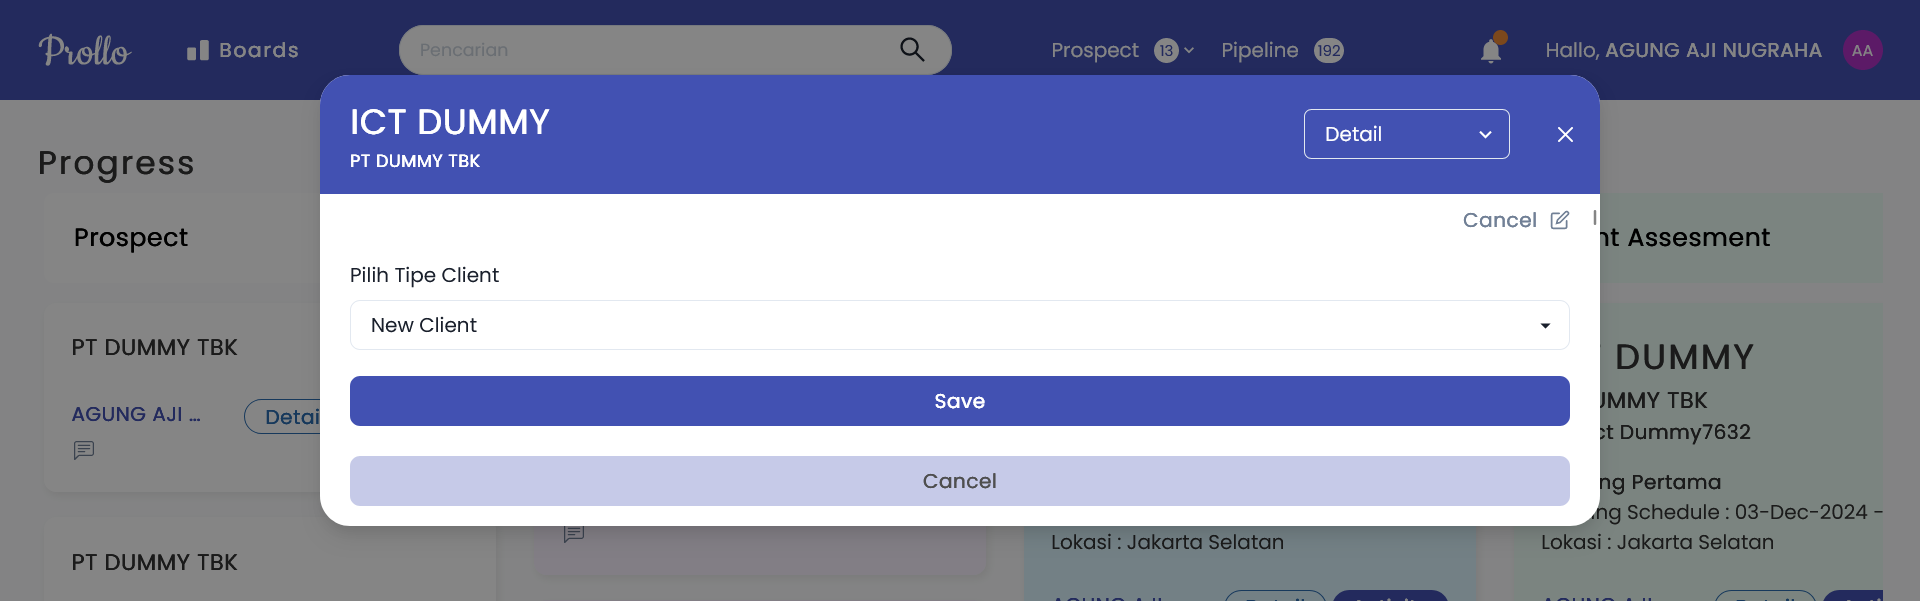 Prollo
Boards
Pencarian
Prospect 13
Pipeline 192
Hallo, AGUNG AJI NUGRAHA
AA
ICT DUMMY
PT DUMMY TBK
Detail
Progress
Prospect
Cancel
nt Assesment
Pilih Tipe Client
New Client
Save
Cancel
PT DUMMY TBK
AGUNG AJI ...
Detai
PT DUMMY TBK
Lokasi : Jakarta Selatan
DUMMY
UMMY TBK
ct Dummy7632
ng Pertama
ng Schedule : 03-Dec-2024 -
Lokasi : Jakarta Selatan